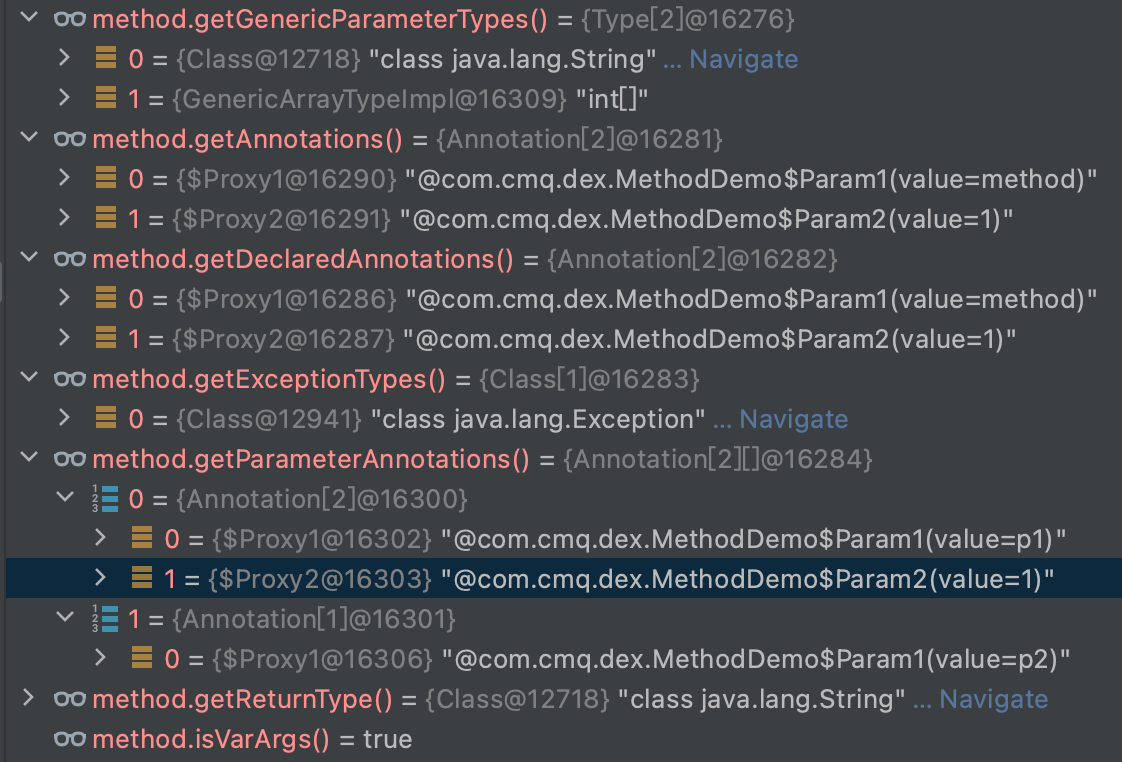 method.getGenericParameterTypes() = {Type[2]@16276}
0 = {Class@12718} "class java.lang.String" ... Navigate
1 = {GenericArrayTypeImpl@16309} "int[]"
method.getAnnotations() = {Annotation[2]@16281}
0 = {$Proxy1@16290} "@com.cmq.dex.MethodDemo$Param1(value=method)"
1 = {$Proxy2@16291} "@com.cmq.dex.MethodDemo$Param2(value=1)"
method.getDeclaredAnnotations() = {Annotation[2]@16282}
0 = {$Proxy1@16286} "@com.cmq.dex.MethodDemo$Param1(value=method)"
1 = {$Proxy2@16287} "@com.cmq.dex.MethodDemo$Param2(value=1)"
method.getExceptionTypes() = {Class[1]@16283}
0 = {Class@12941} "class java.lang.Exception" ... Navigate
method.getParameterAnnotations() = {Annotation[2][]@16284}
0 = {Annotation[2]@16300}
0 = {$Proxy1@16302} "@com.cmq.dex.MethodDemo$Param1(value=p1)"
1 = {$Proxy2@16303} "@com.cmq.dex.MethodDemo$Param2(value=1)"
1 = {Annotation[1]@16301}
0 = {$Proxy1@16306} "@com.cmq.dex.MethodDemo$Param1(value=p2)"
method.getReturnType() = {Class@12718} "class java.lang.String" ... Navigate
method.isVarArgs() = true